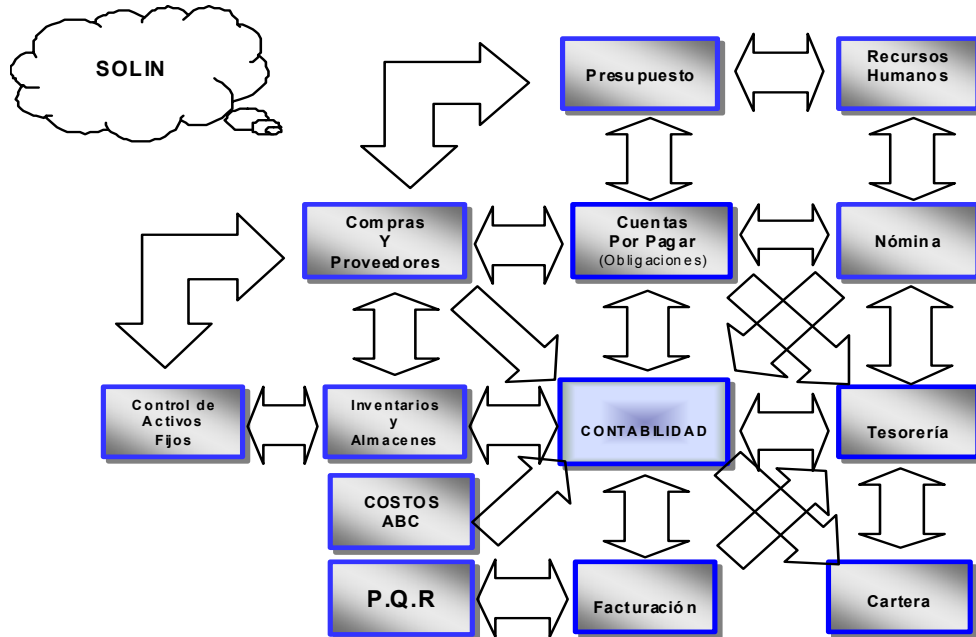 SOLIN
Presupuesto
Recursos
Humanos
Compras
Y
Proveedores
Cuentas
Por Pagar
(Obligaciones)
Nómina
Control de
Activos
Fijos
Inventarios
y
Almacenes
CONTABILIDAD
Tesorería
COSTOS
ABC
P.Q.R
Facturación
Cartera